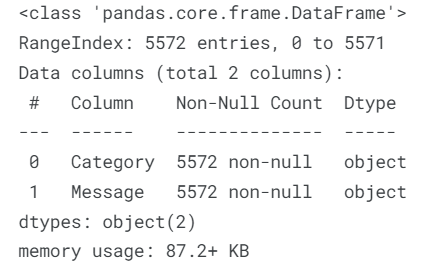 <class 'pandas.core.frame.DataFrame'>
RangeIndex: 5572 entries, 0 to 5571
Data columns (total 2 columns):
 #   Column    Non-Null Count  Dtype
---  ------    --------------  -----
 0   Category  5572 non-null   object
 1   Message   5572 non-null   object
dtypes: object(2)
memory usage: 87.2+ KB